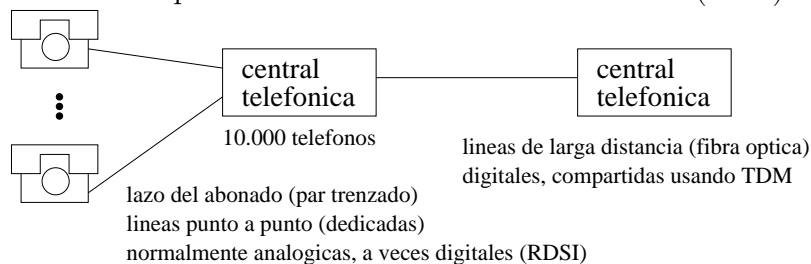 central
telefonica
central
telefonica
10.000 telefonos
lineas de larga distancia (fibra optica)
digitales, compartidas usando TDM
lazo del abonado (par trenzado)
lineas punto a punto (dedicadas)
normalmente analogicas, a veces digitales (RDSI)